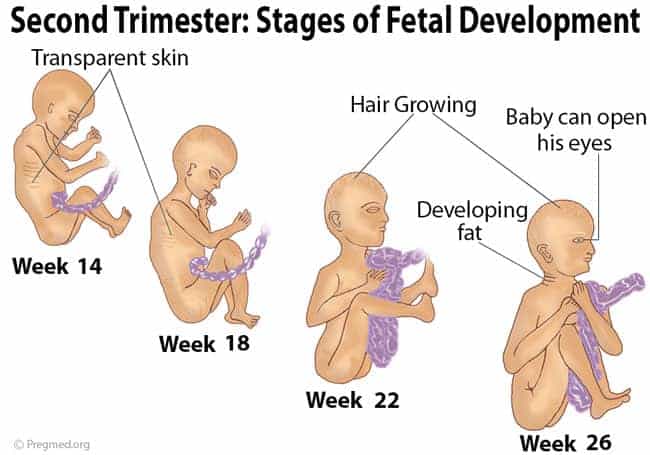 Second Trimester: Stages of Fetal Development
Transparent skin
Hair Growing
Baby can open
his eyes
Developing
fat
Week 14
Week 18
Week 22
Week 26
© Pregmed.org